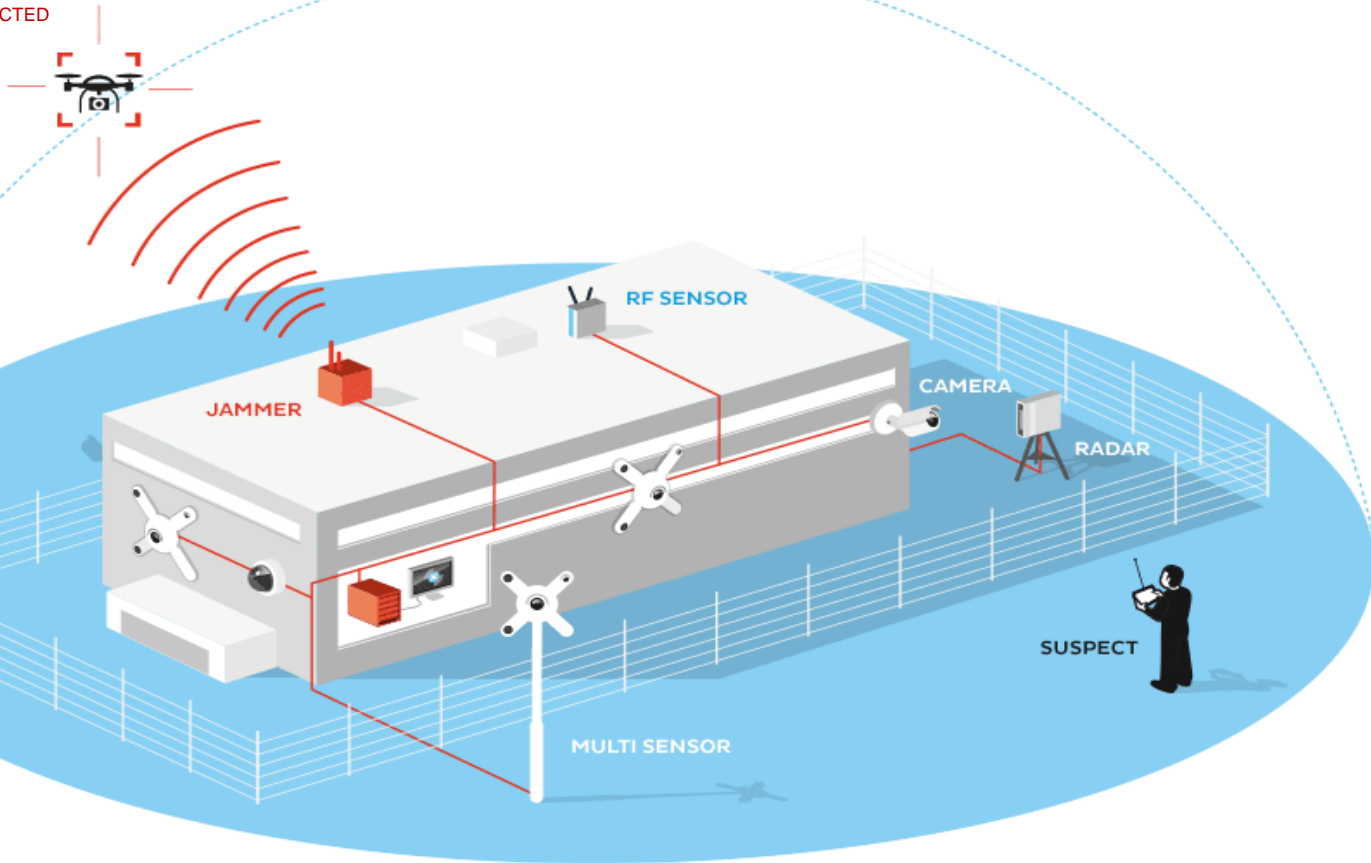 CTED
RF SENSOR
CAMERA
JAMMER
RADAR
SUSPECT
MULTI SENSOR